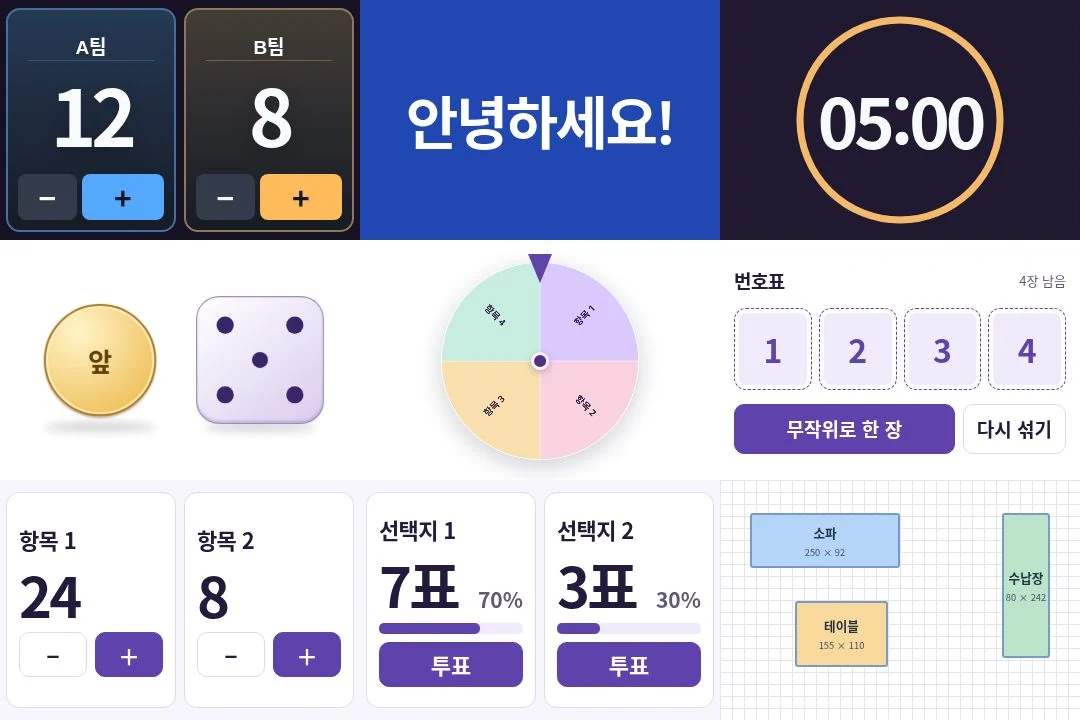 A팀
B팀
12
8
− +
− +
안녕하세요!
05:00
앞
항목 4
항목 1
항목 3
항목 2
번호표
4장 남음
1 2 3 4
무작위로 한 장
다시 섞기
항목 1
24
− +
항목 2
8
− +
선택지 1
7표 70%
투표
선택지 2
3표 30%
투표
소파
250 × 92
수납장
80 × 242
테이블
155 × 110